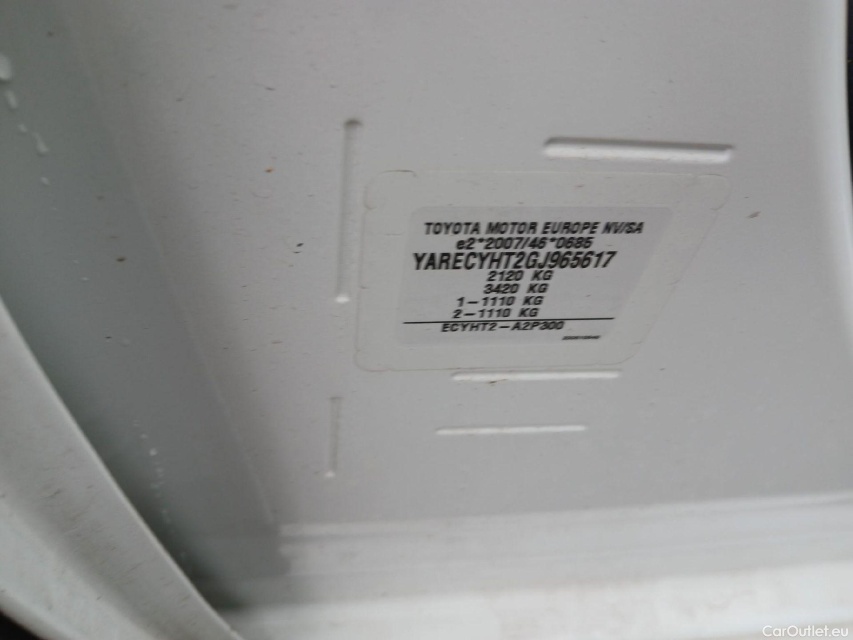 TOYOTA MOTOR EUROPE NV/SA
e2*2007/46*0685
YARECYHT2GJ965617
2120 KG
3420 KG
1-1110 KG
2-1110 KG
ECYHT2-A2P300
CarOutlet.eu